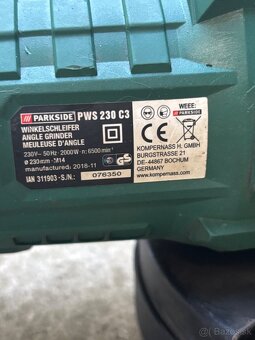 /// PARKSIDE PWS 230 C3
WINKELSCHLEIFER
ANGLE GRINDER
MEULEUSE D'ANGLE
230V~ 50Hz 2000W n: 6500 min⁻¹
ø 230mm M14
manufactured: 2018-11
IAN 311903 - S.N.: 076350
GS
CE
WEEE:
/// PARKSIDE
KOMPERNASS H. GMBH
BURGSTRASSE 21
DE-44867 BOCHUM
GERMANY
www.kompernass.com
Bazos.sk